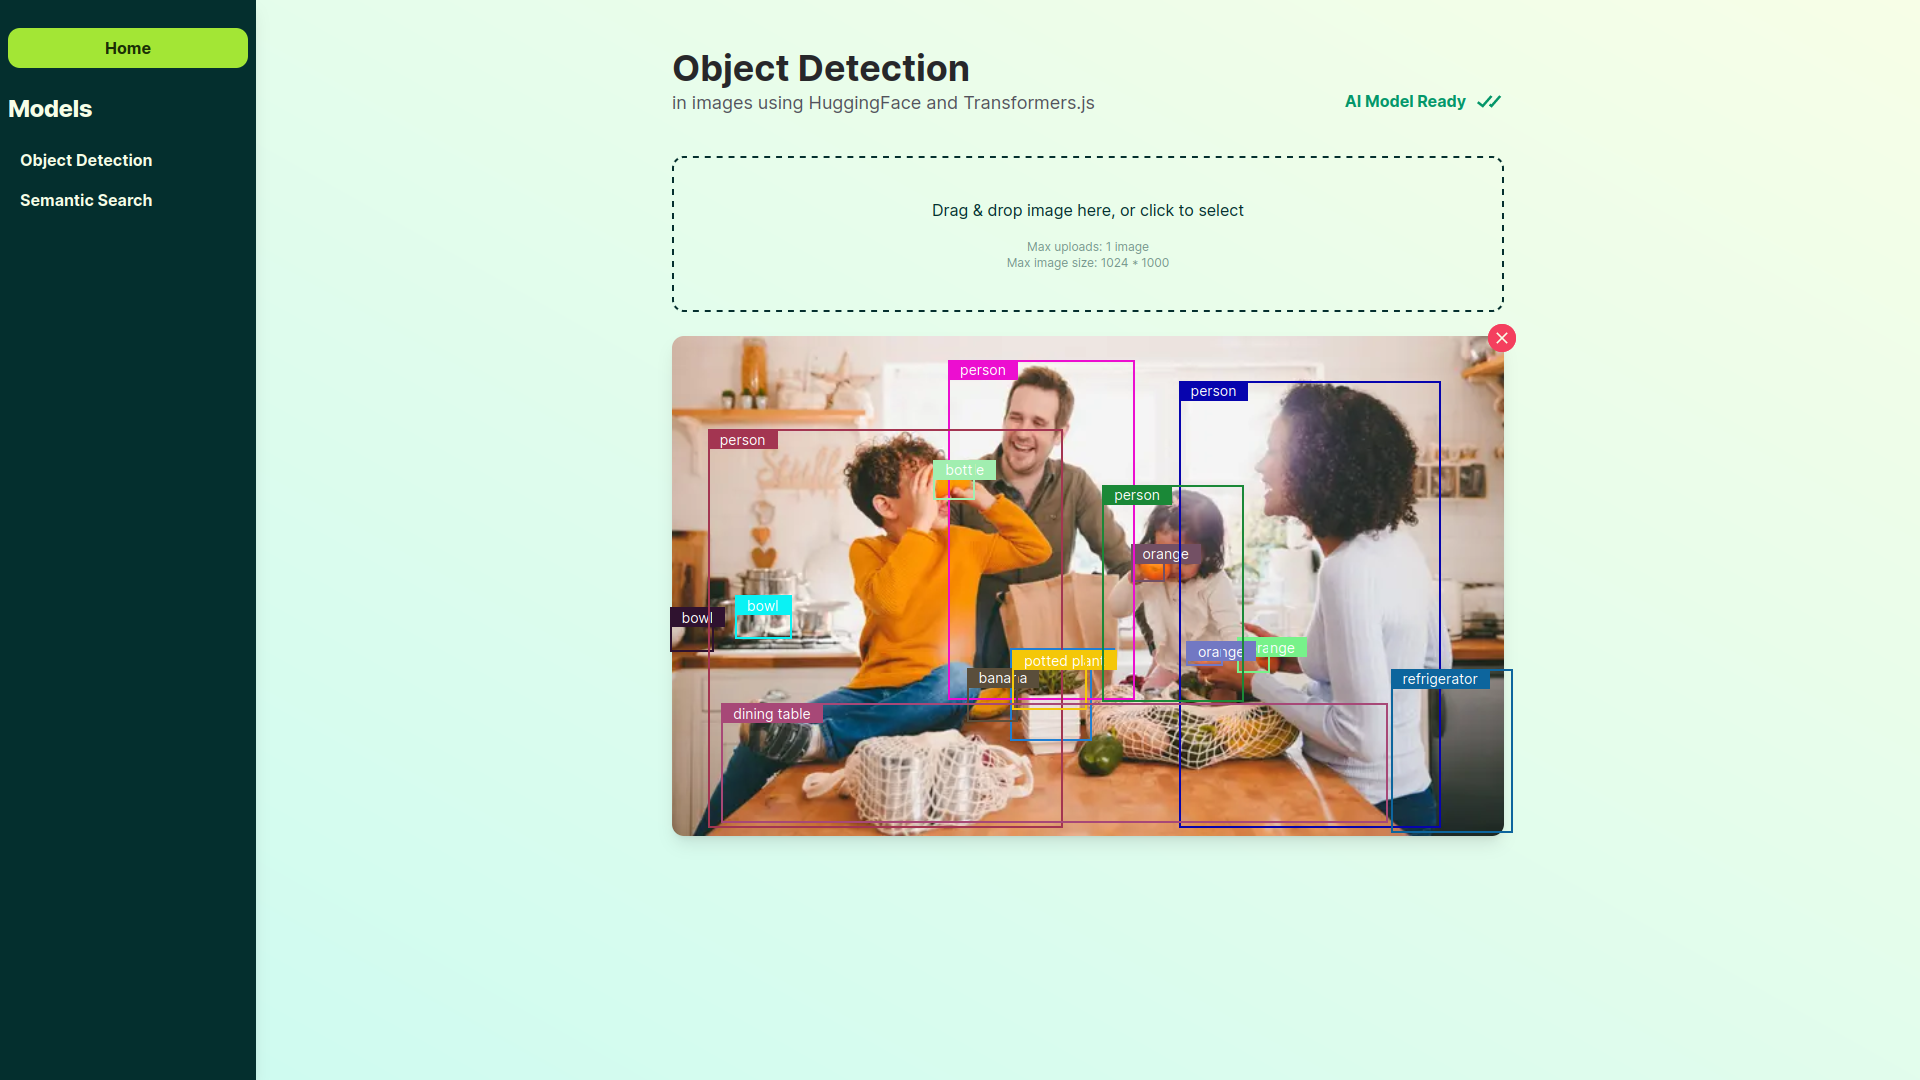 Home
Models
Object Detection
Semantic Search
Object Detection
in images using HuggingFace and Transformers.js
AI Model Ready
Drag & drop image here, or click to select
Max uploads: 1 image
Max image size: 1024 * 1000
person
person
person
bottle
person
Stuff
orange
bowl
bowl
orange
range
potted plant
banana
refrigerator
dining table